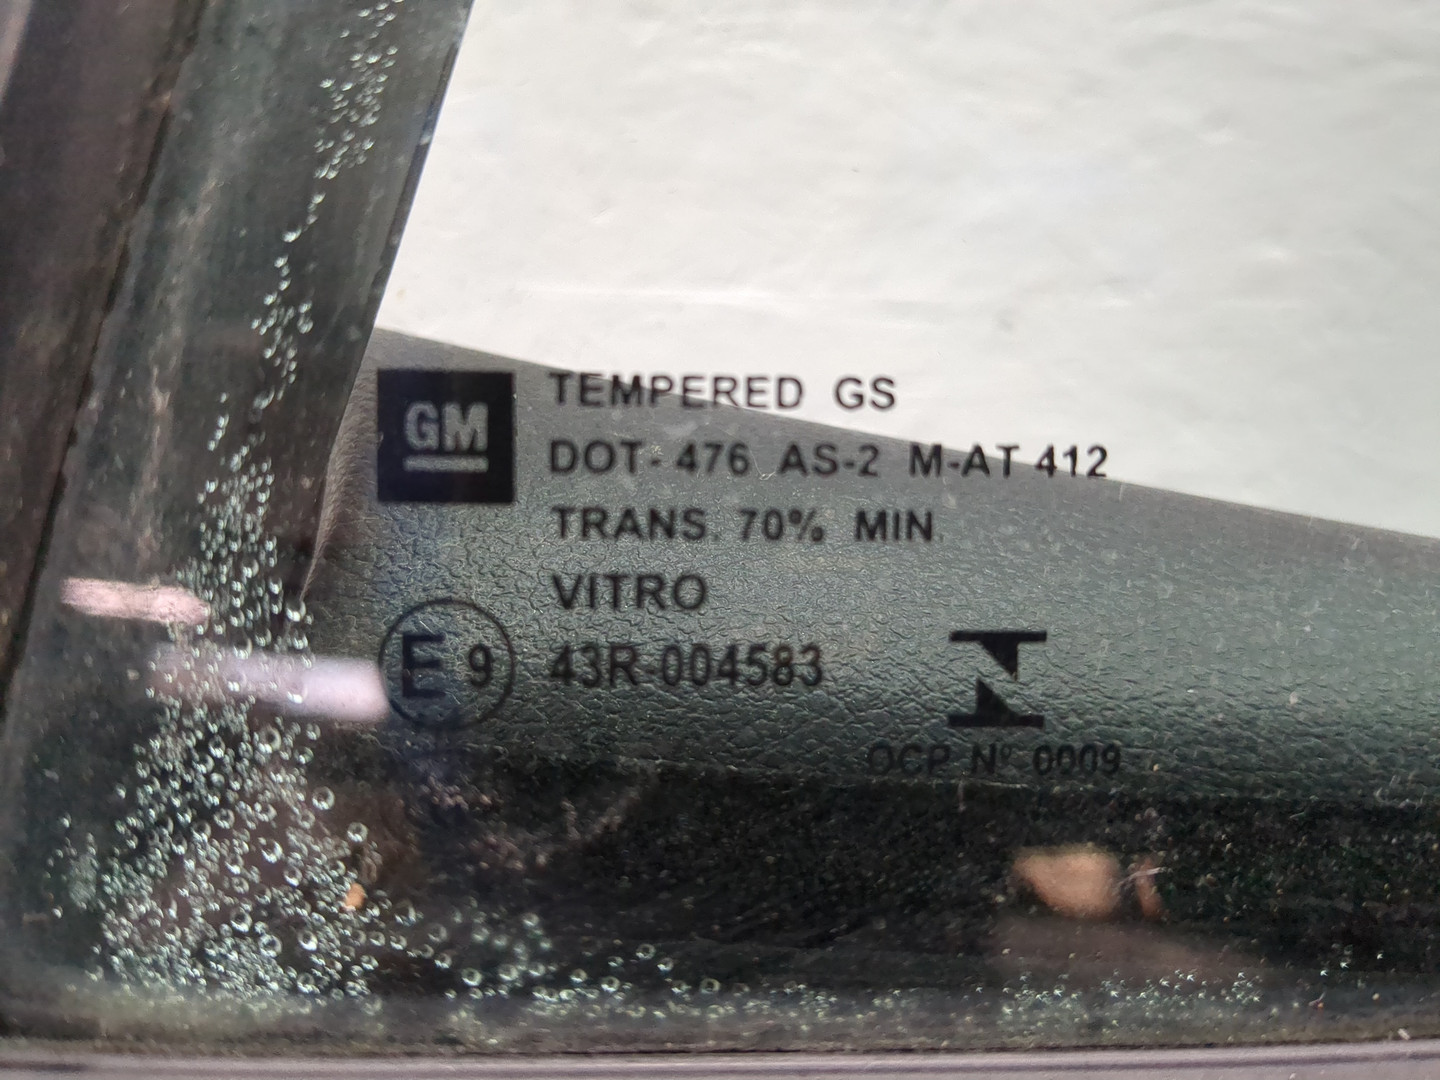 GM
TEMPERED GS
DOT- 476 AS-2 M-AT 412
TRANS. 70% MIN.
VITRO
E 9 43R-004583
OCP Nº 0009